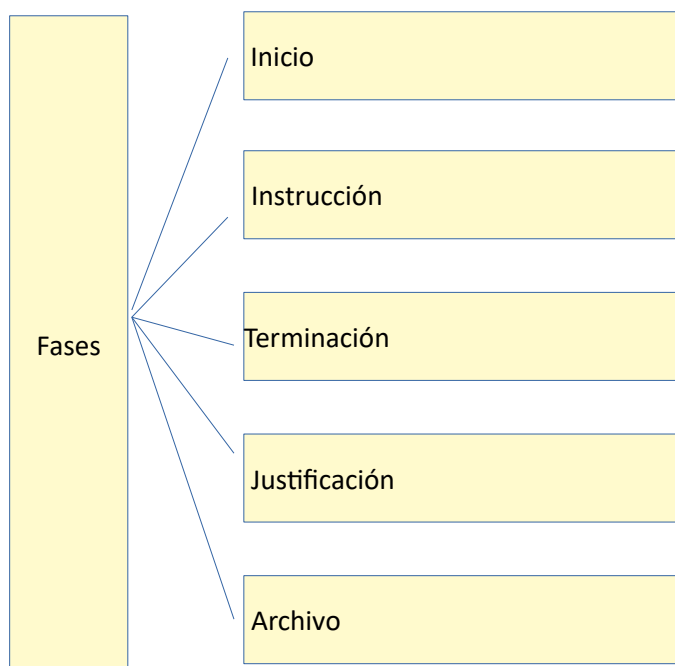 Fases
Inicio
Instrucción
Terminación
Justificación
Archivo